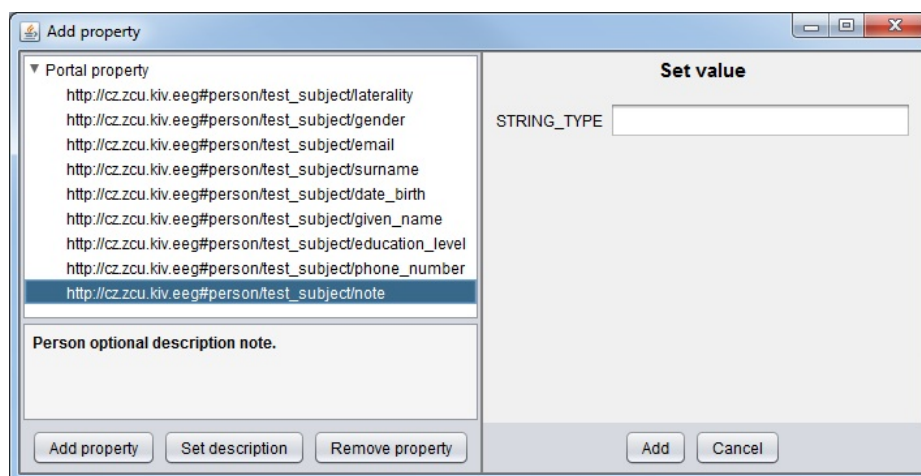 Add property
Portal property
http://cz.zcu.kiv.eeg#person/test_subject/laterality
http://cz.zcu.kiv.eeg#person/test_subject/gender
http://cz.zcu.kiv.eeg#person/test_subject/email
http://cz.zcu.kiv.eeg#person/test_subject/surname
http://cz.zcu.kiv.eeg#person/test_subject/date_birth
http://cz.zcu.kiv.eeg#person/test_subject/given_name
http://cz.zcu.kiv.eeg#person/test_subject/education_level
http://cz.zcu.kiv.eeg#person/test_subject/phone_number
http://cz.zcu.kiv.eeg#person/test_subject/note
Person optional description note.
Add property Set description Remove property
Set value
STRING_TYPE
Add Cancel